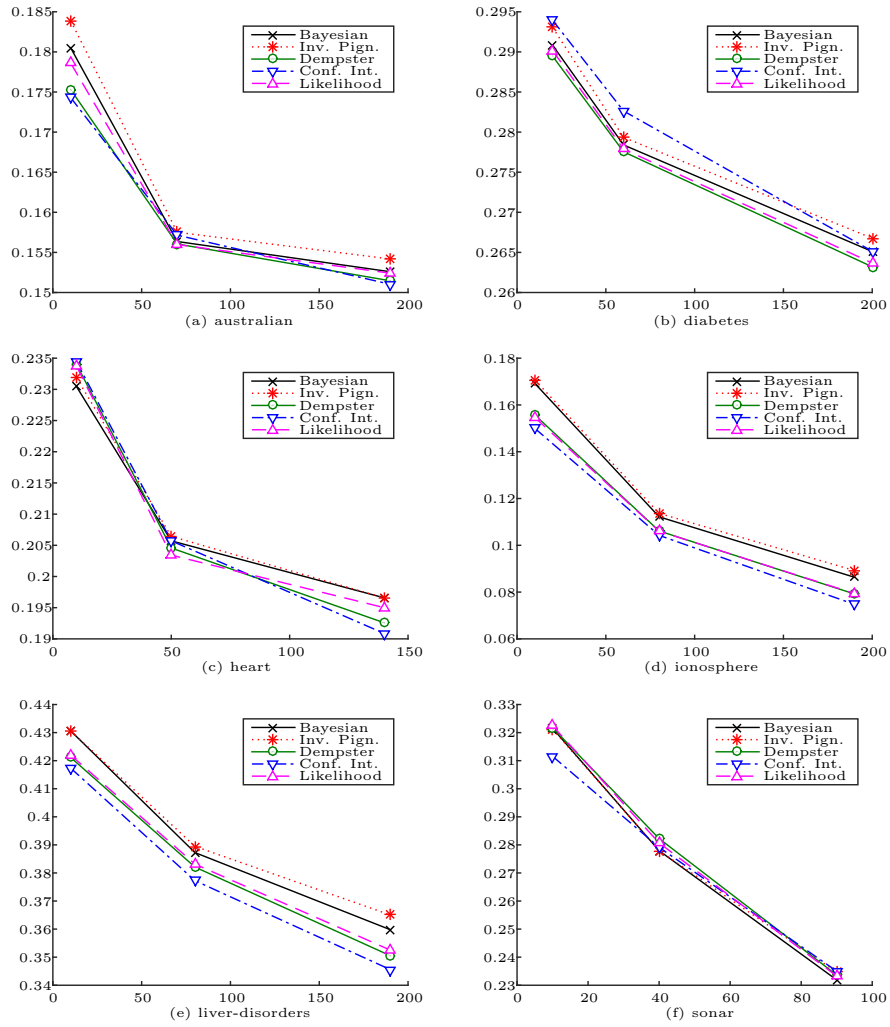 0.185
0.18
0.175
0.17
0.165
0.16
0.155
0.15
0 50 100 150 200
Bayesian
Inv. Pign.
Dempster
Conf. Int.
Likelihood
(a) australian
0.295
0.29
0.285
0.28
0.275
0.27
0.265
0.26
0 50 100 150 200
Bayesian
Inv. Pign.
Dempster
Conf. Int.
Likelihood
(b) diabetes
0.235
0.23
0.225
0.22
0.215
0.21
0.205
0.2
0.195
0.19
0 50 100 150
Bayesian
Inv. Pign.
Dempster
Conf. Int.
Likelihood
(c) heart
0.18
0.16
0.14
0.12
0.1
0.08
0.06
0 50 100 150 200
Bayesian
Inv. Pign.
Dempster
Conf. Int.
Likelihood
(d) ionosphere
0.44
0.43
0.42
0.41
0.4
0.39
0.38
0.37
0.36
0.35
0.34
0 50 100 150 200
Bayesian
Inv. Pign.
Dempster
Conf. Int.
Likelihood
(e) liver-disorders
0.33
0.32
0.31
0.3
0.29
0.28
0.27
0.26
0.25
0.24
0.23
0 20 40 60 80 100
Bayesian
Inv. Pign.
Dempster
Conf. Int.
Likelihood
(f) sonar